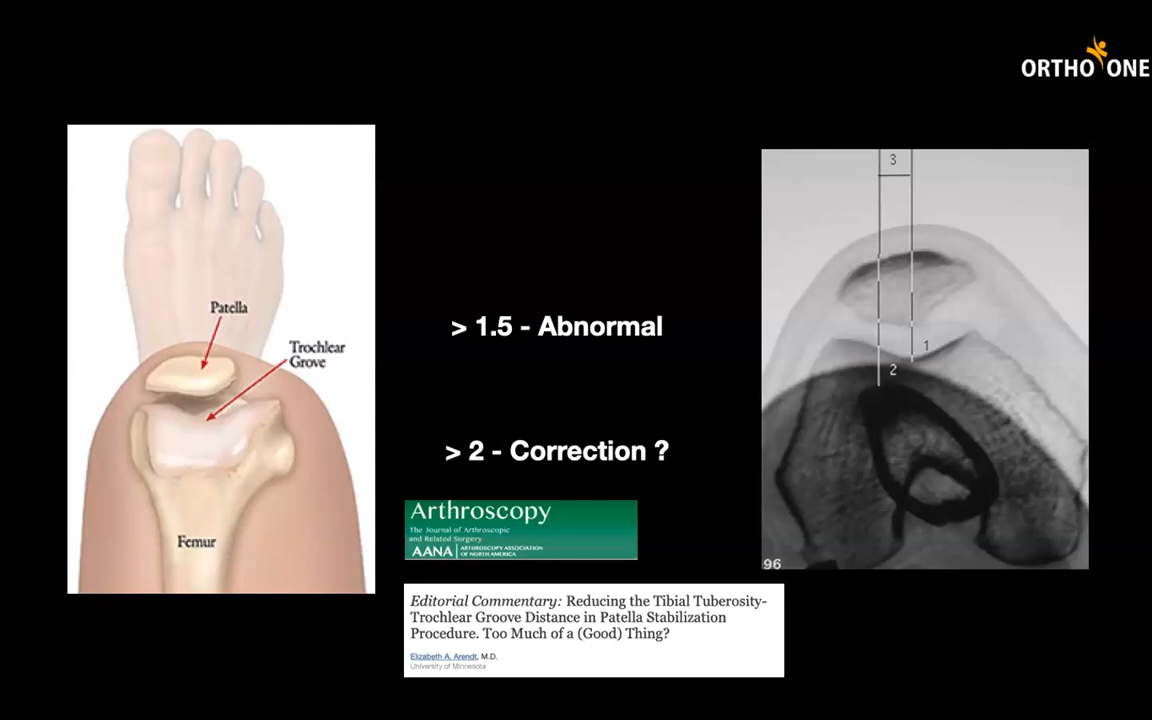 ORTHO ONE
Patella
Trochlear
Grove
Femur
> 1.5 - Abnormal
> 2 - Correction ?
Arthroscopy
The Journal of Arthroscopic
and Related Surgery
AANA
ARTHROSCOPY ASSOCIATION
OF NORTH AMERICA
Editorial Commentary: Reducing the Tibial Tuberosity-
Trochlear Groove Distance in Patella Stabilization
Procedure. Too Much of a (Good) Thing?
Elizabeth A. Arendt, M.D.
University of Minnesota
3
1
2
96